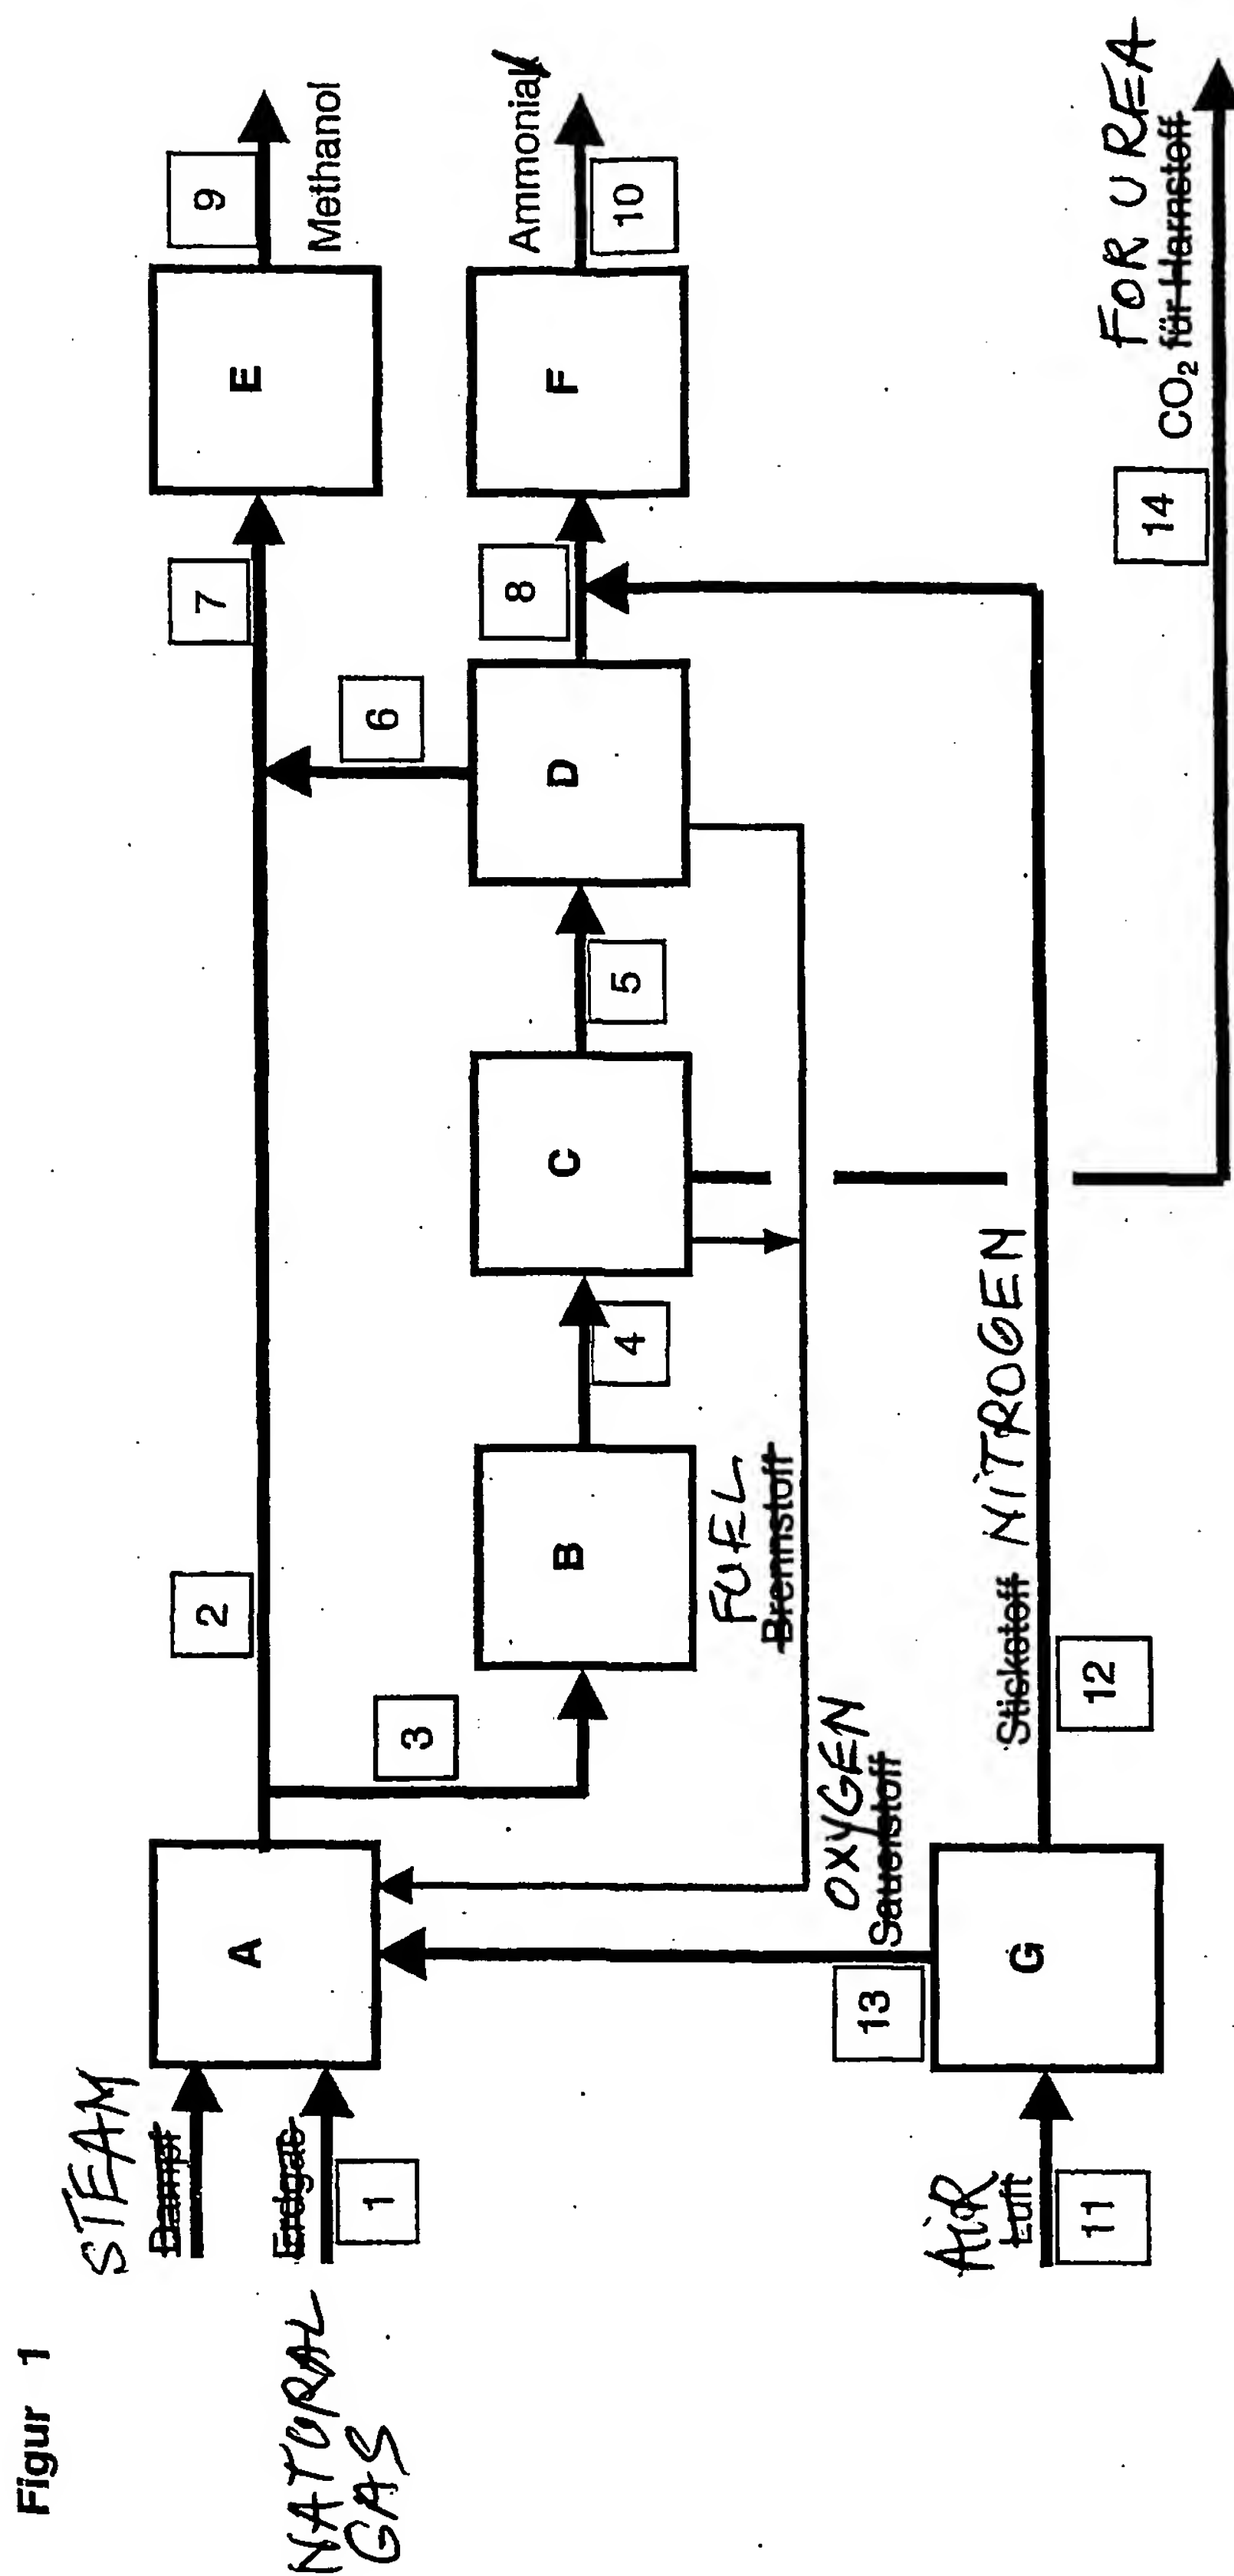 Figur 1
STEAM
Dampf
NATURAL
GAS
Erdgas
1
A
2
3
B
4
C
5
D
6
7
8
E
9
Methanol
F
10
Ammoniak
FUEL
Brennstoff
OXYGEN
Sauerstoff
13
AiR
Luft
11
G
Stickstoff NiTROGEN
12
14
FOR UREA
CO₂ für Harnstoff